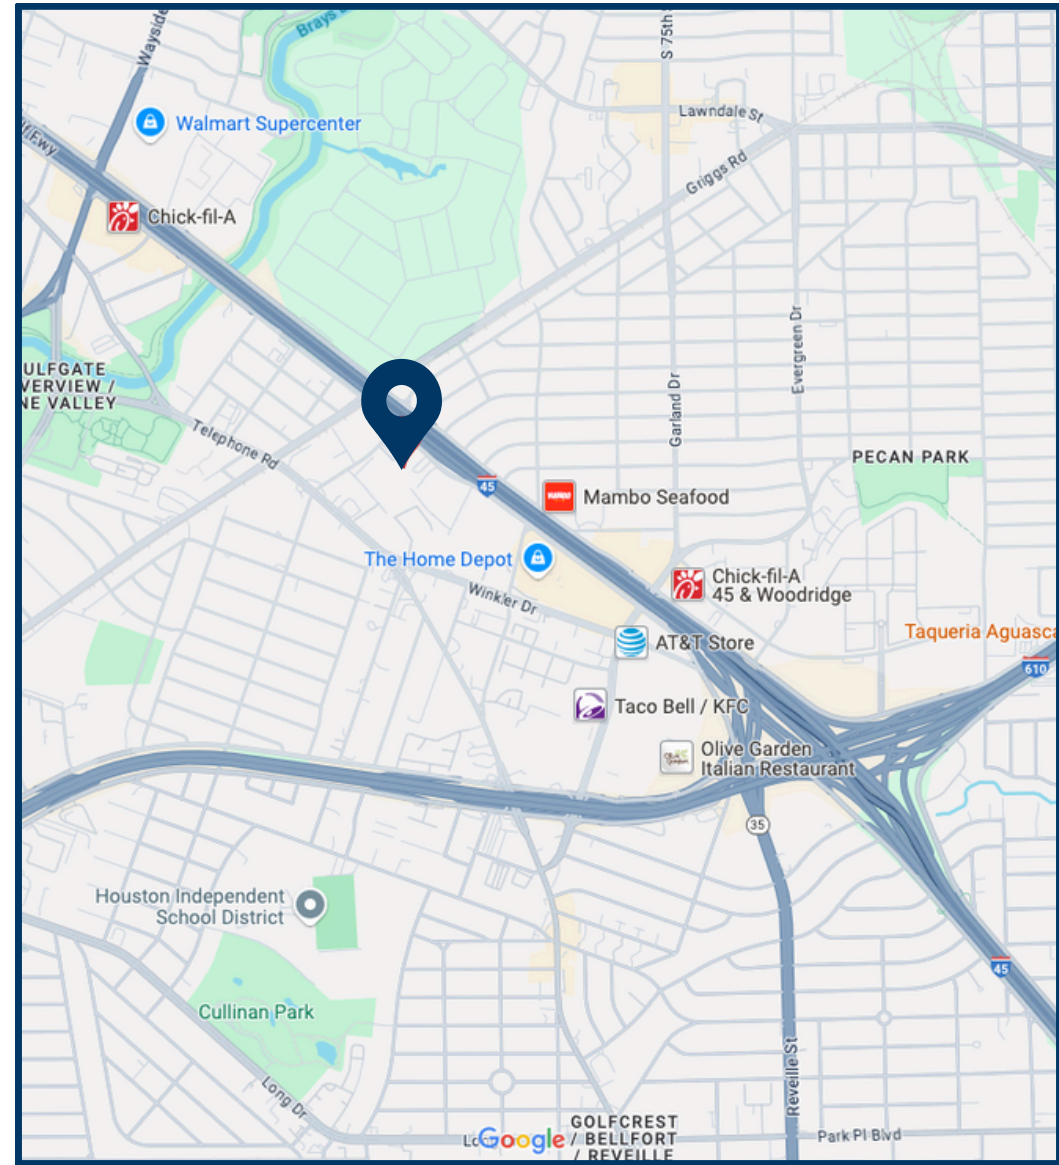 Brays
Wayside
S 75th
Lawndale St
Walmart Supercenter
Fwy
Griggs Rd
Chick-fil-A
Evergreen Dr
ULFGATE
VERVIEW /
NE VALLEY
Garland Dr
Telephone Rd
PECAN PARK
45
MAMBO
Mambo Seafood
The Home Depot
Chick-fil-A
45 & Woodridge
Winkler Dr
Taqueria Aguasca
AT&T Store
610
Taco Bell / KFC
Olive Garden
Italian Restaurant
35
Houston Independent
School District
45
Cullinan Park
Reveille St
Long Dr
GOLFCREST
/ BELLFORT
/ REVEILLE
Google
Park Pl Blvd